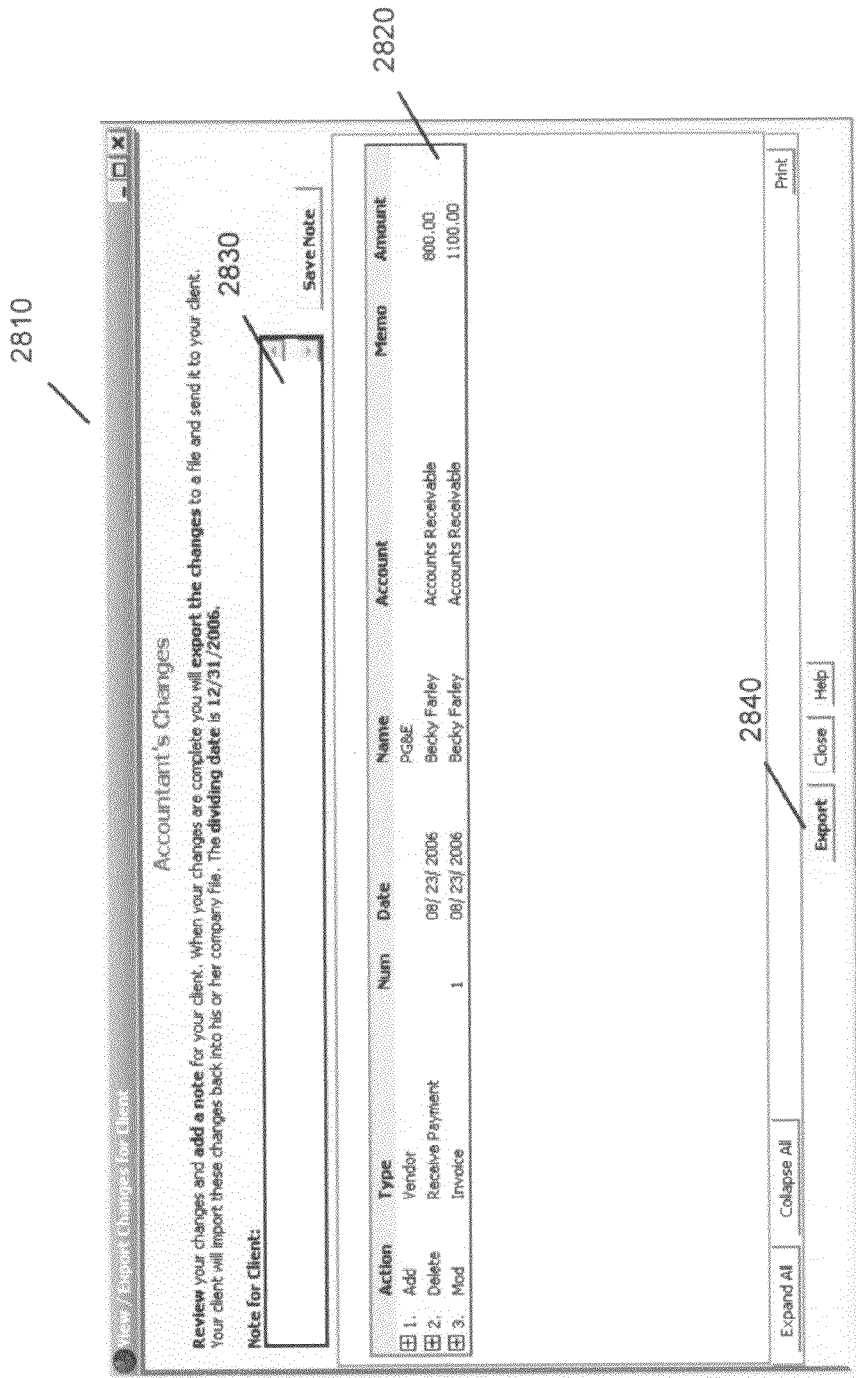 2810
View / Export Changes for Client
Accountant's Changes
Review your changes and add a note for your client. When your changes are complete you will export the changes to a file and send it to your client.
Your client will import these changes back into his or her company file. The dividing date is 12/31/2006.
Note for Client:
2830
Save Note
2820
Action Type Num Date Name Account Memo Amount
1. Add Vendor PG&E
2. Delete Receive Payment 08/ 23/ 2006 Becky Farley Accounts Receivable 800.00
3. Mod Invoice 1 08/ 23/ 2006 Becky Farley Accounts Receivable 1100.00
2840
Expand All Collapse All Print
Export Close Help